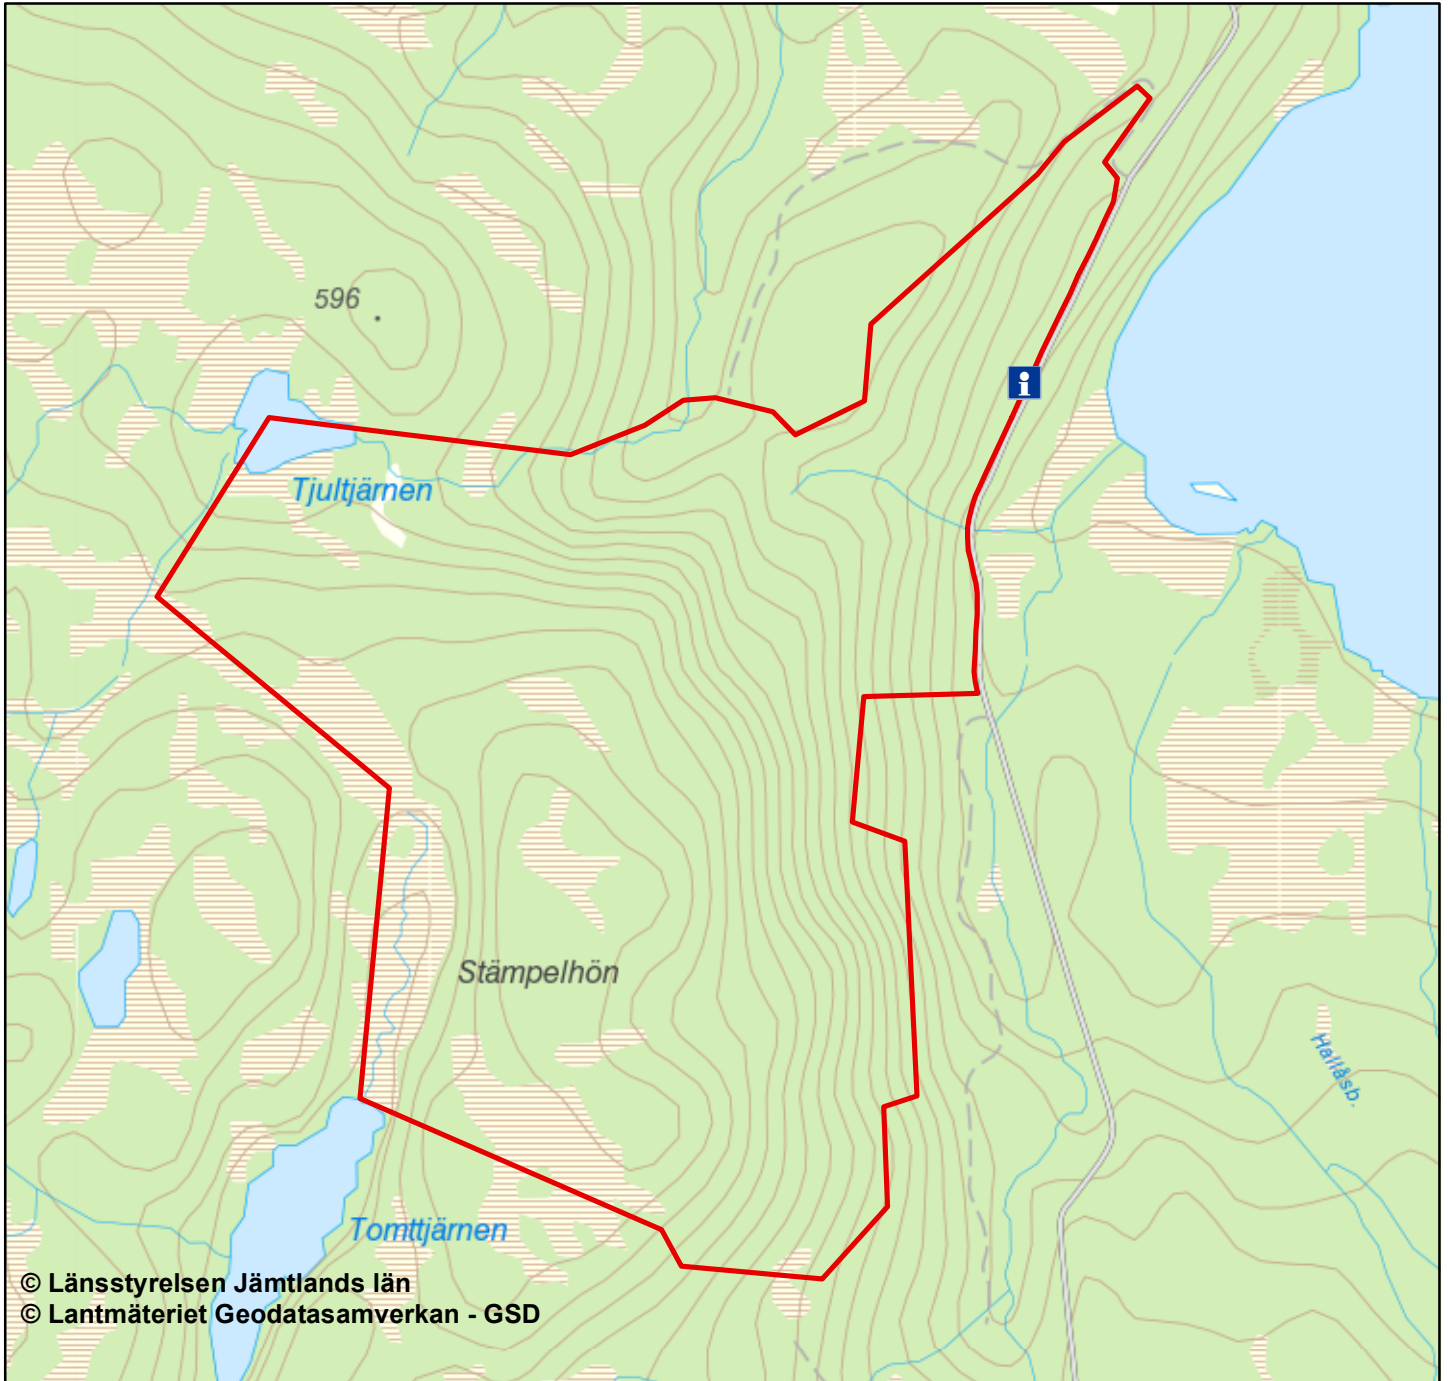 596
Tjultjärnen
Stämpelhön
Hallåsb.
Tomttjärnen
© Länsstyrelsen Jämtlands län
© Lantmäteriet Geodatasamverkan - GSD